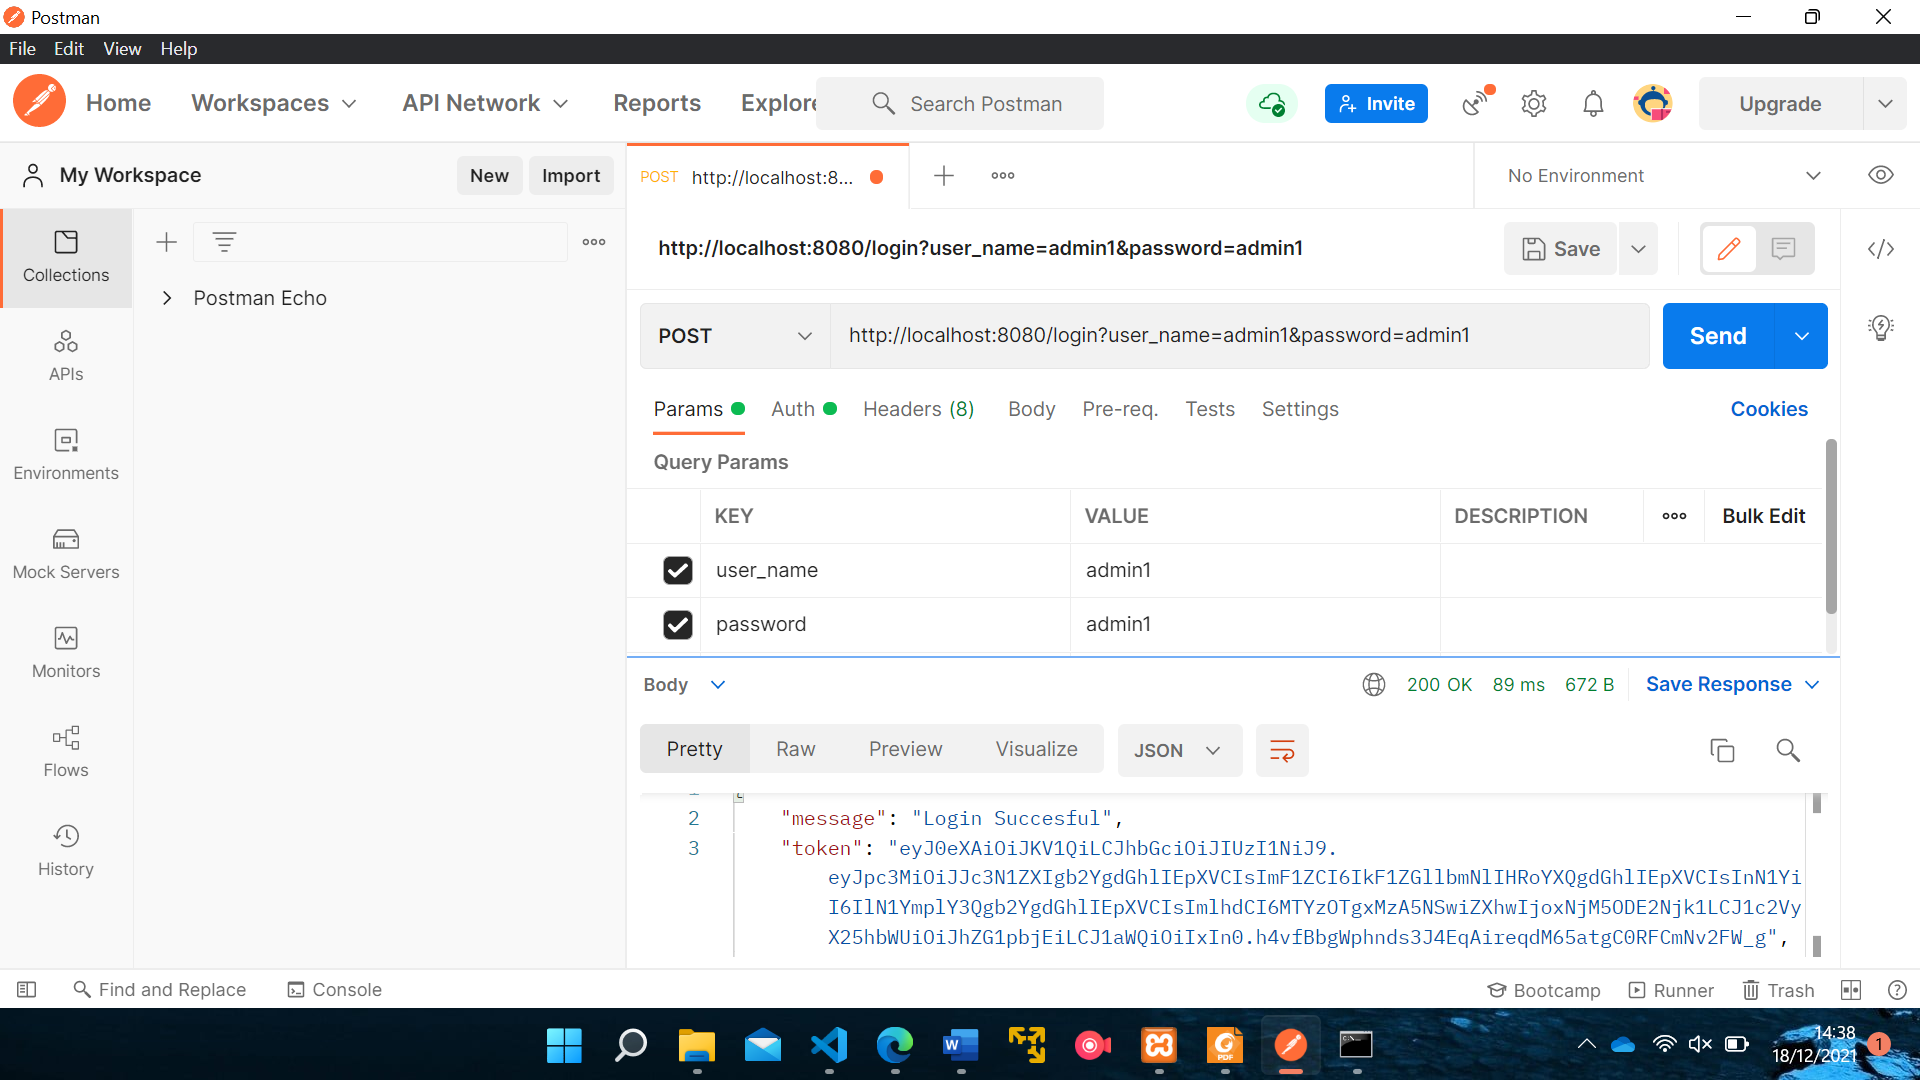 Postman
File Edit View Help
Home Workspaces API Network Reports Explore Search Postman Invite Upgrade
My Workspace New Import
POST http://localhost:8... No Environment
Collections
http://localhost:8080/login?user_name=admin1&password=admin1 Save
Postman Echo
POST http://localhost:8080/login?user_name=admin1&password=admin1 Send
APIs
Params Auth Headers (8) Body Pre-req. Tests Settings Cookies
Query Params
Environments
KEY VALUE DESCRIPTION ooo Bulk Edit
user_name admin1
Mock Servers
password admin1
Monitors
Body 200 OK 89 ms 672 B Save Response
Pretty Raw Preview Visualize JSON
Flows
2 "message": "Login Succesful",
3 "token": "eyJ0eXAiOiJKV1QiLCJhbGciOiJIUzI1NiJ9.
eyJpc3MiOiJJc3N1ZXIgb2YgdGhlIEpXVCIsImF1ZCI6IkF1ZGllbmNlIHRoYXQgdGhlIEpXVCIsInN1Yi
I6IlN1YmplY3Qgb2YgdGhlIEpXVCIsImlhdCI6MTYzOTgxMzA5NSwiZXhwIjoxNjM5ODE2Njk1LCJ1c2Vy
X25hbWUiOiJhZG1pbjEiLCJ1aWQiOiIxIn0.h4vfBbgWphnds3J4EqAireqdM65atgC0RFCmNv2FW_g",
History
Find and Replace Console Bootcamp Runner Trash
14:38
18/12/2021 1